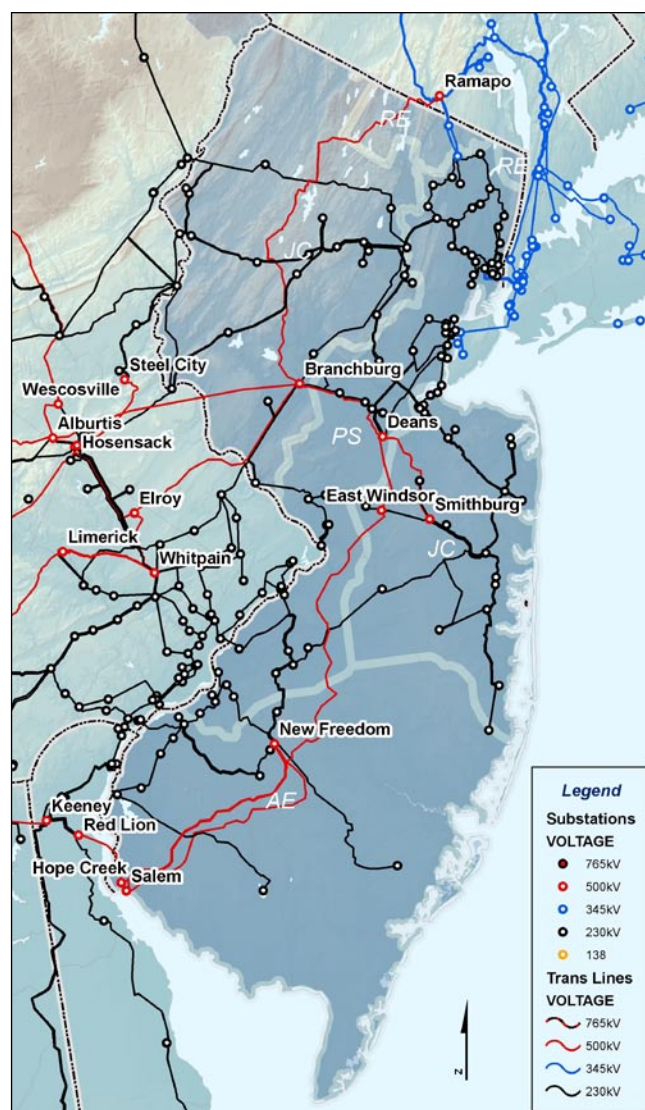 Ramapo
RE
RE
JC
Steel City
Branchburg
Wescosville
Alburtis
Deans
Hosensack
PS
East Windsor
Elroy
Smithburg
Limerick
JC
Whitpain
New Freedom
AE
Keeney
Red Lion
Hope Creek
Salem
N
Legend
Substations
VOLTAGE
765kV
500kV
345kV
230kV
138
Trans Lines
VOLTAGE
765kV
500kV
345kV
230kV